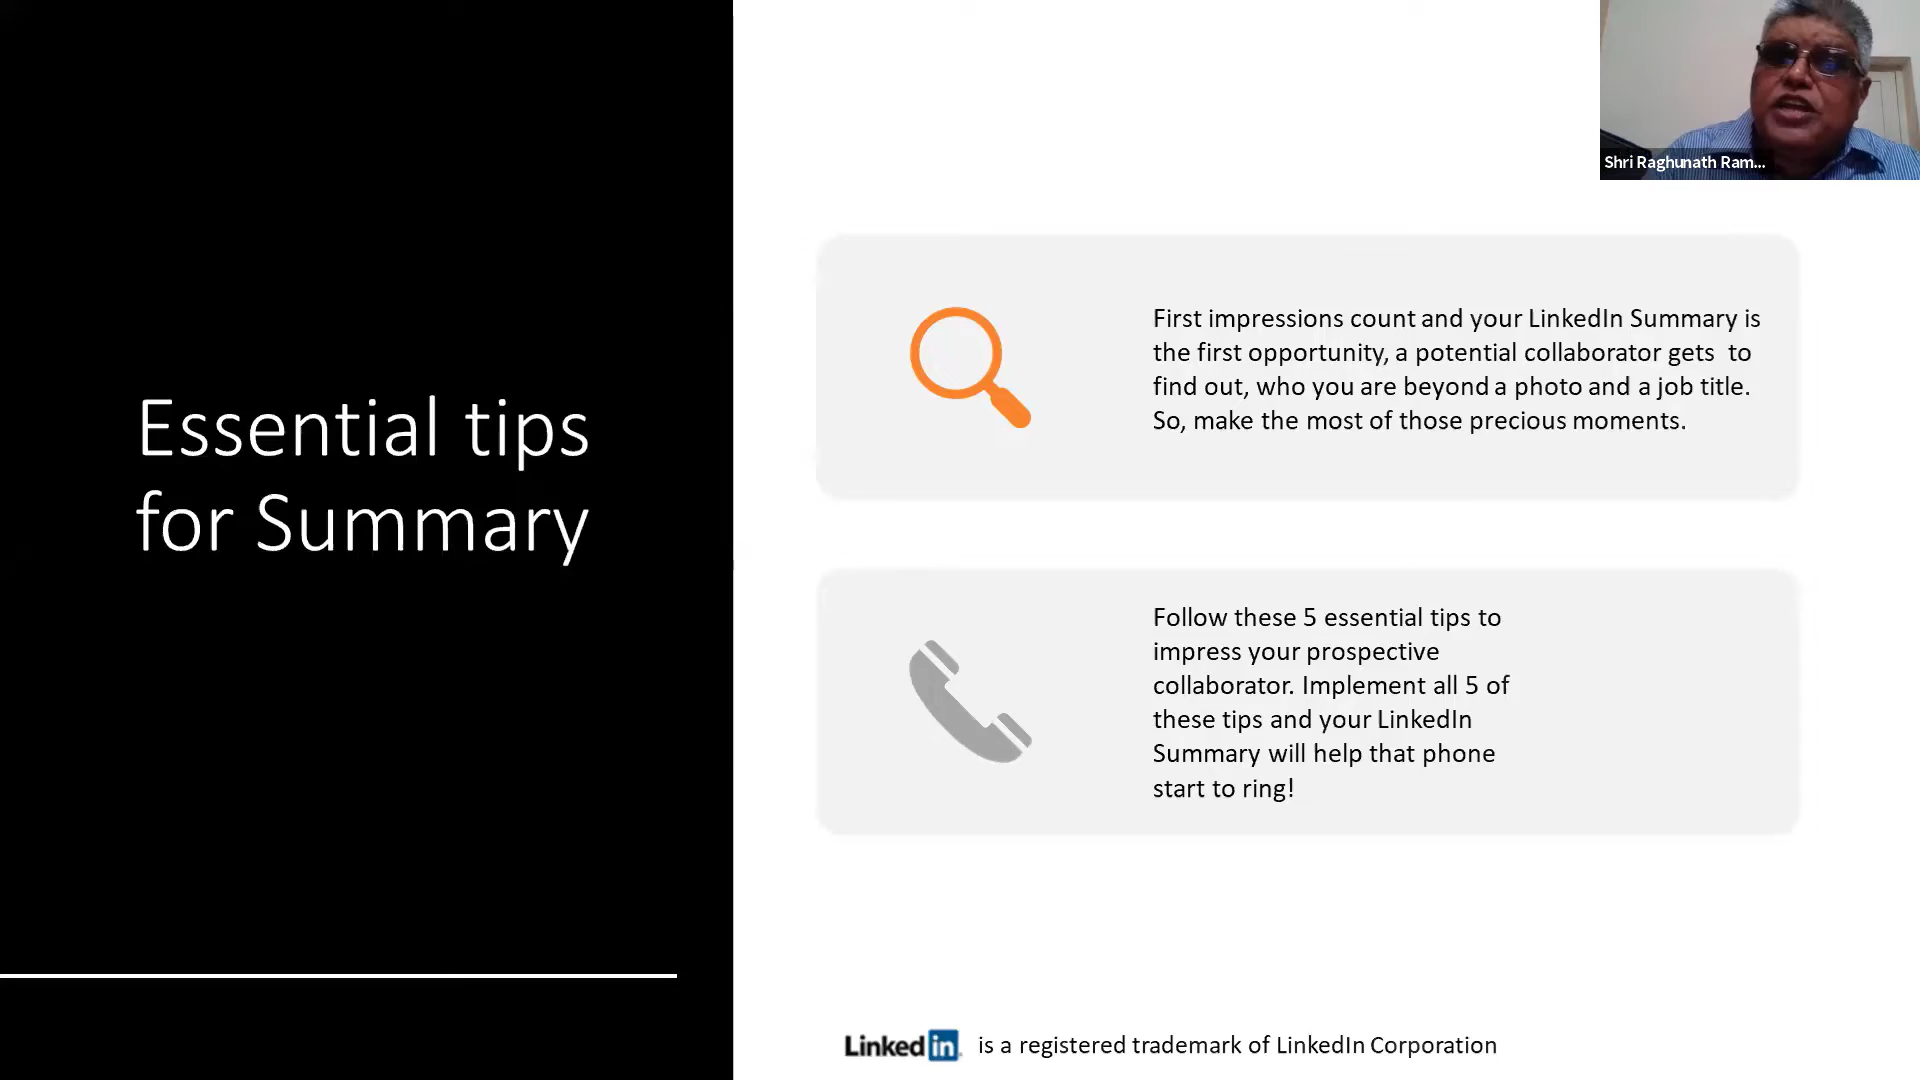 Essential tips
for Summary
Shri Raghunath Ram...
First impressions count and your LinkedIn Summary is
the first opportunity, a potential collaborator gets to
find out, who you are beyond a photo and a job title.
So, make the most of those precious moments.
Follow these 5 essential tips to
impress your prospective
collaborator. Implement all 5 of
these tips and your LinkedIn
Summary will help that phone
start to ring!
Linked in is a registered trademark of LinkedIn Corporation